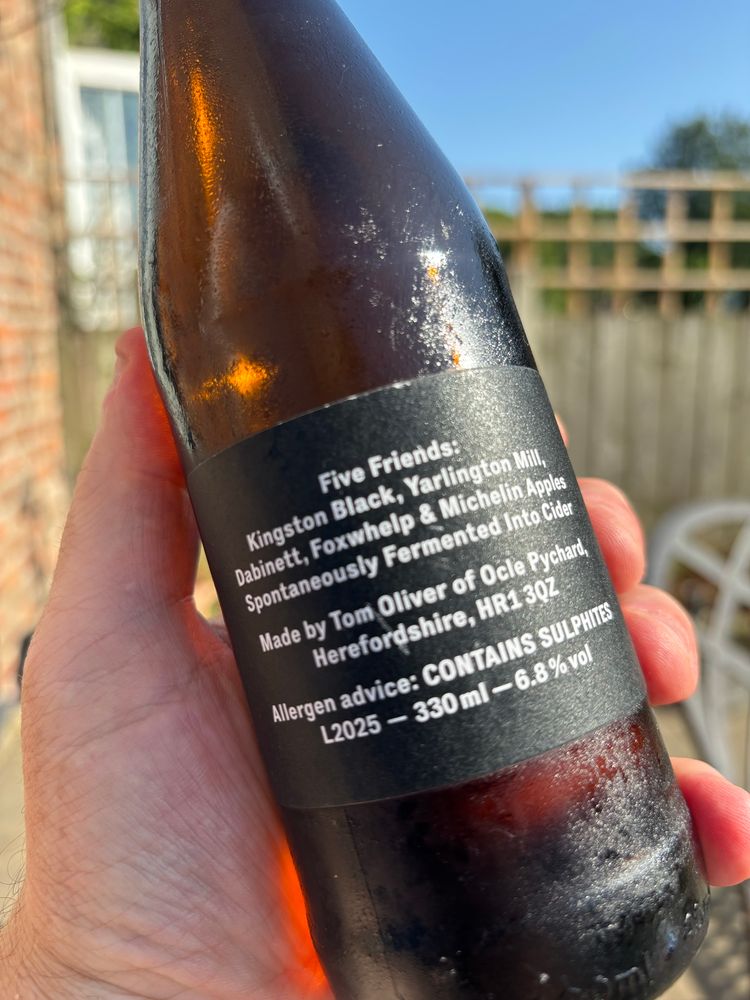 Five Friends:
Kingston Black, Yarlington Mill,
Dabinett, Foxwhelp & Michelin Apples
Spontaneously Fermented Into Cider
Made by Tom Oliver of Ocle Pychard,
Herefordshire, HR1 3QZ
Allergen advice: CONTAINS SULPHITES
L2025 – 330 ml – 6.8 % vol